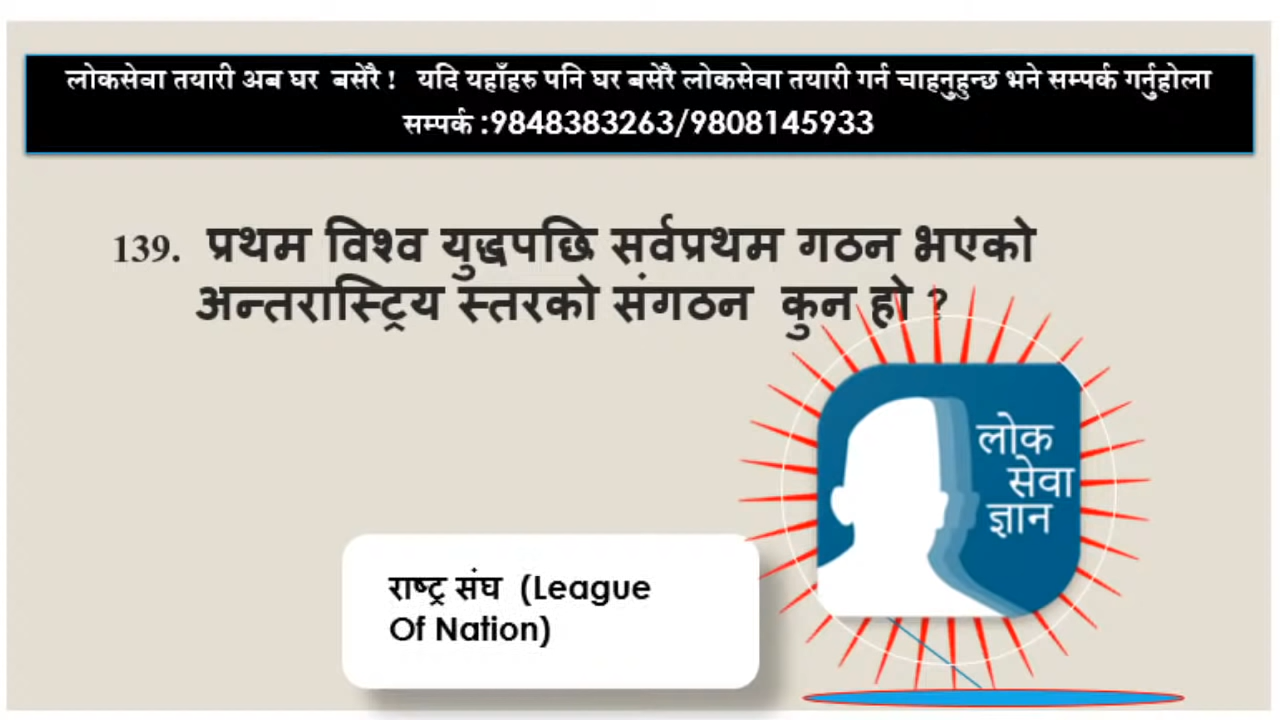 लोकसेवा तयारी अब घर बसेरै ! यदि यहाँहरु पनि घर बसेरै लोकसेवा तयारी गर्न चाहनुहुन्छ भने सम्पर्क गर्नुहोला
सम्पर्क :9848383263/9808145933
139. प्रथम विश्व युद्धपछि सर्वप्रथम गठन भएको
अन्तरास्ट्रिय स्तरको संगठन कुन हो ?
लोक
सेवा
ज्ञान
राष्ट्र संघ (League
Of Nation)